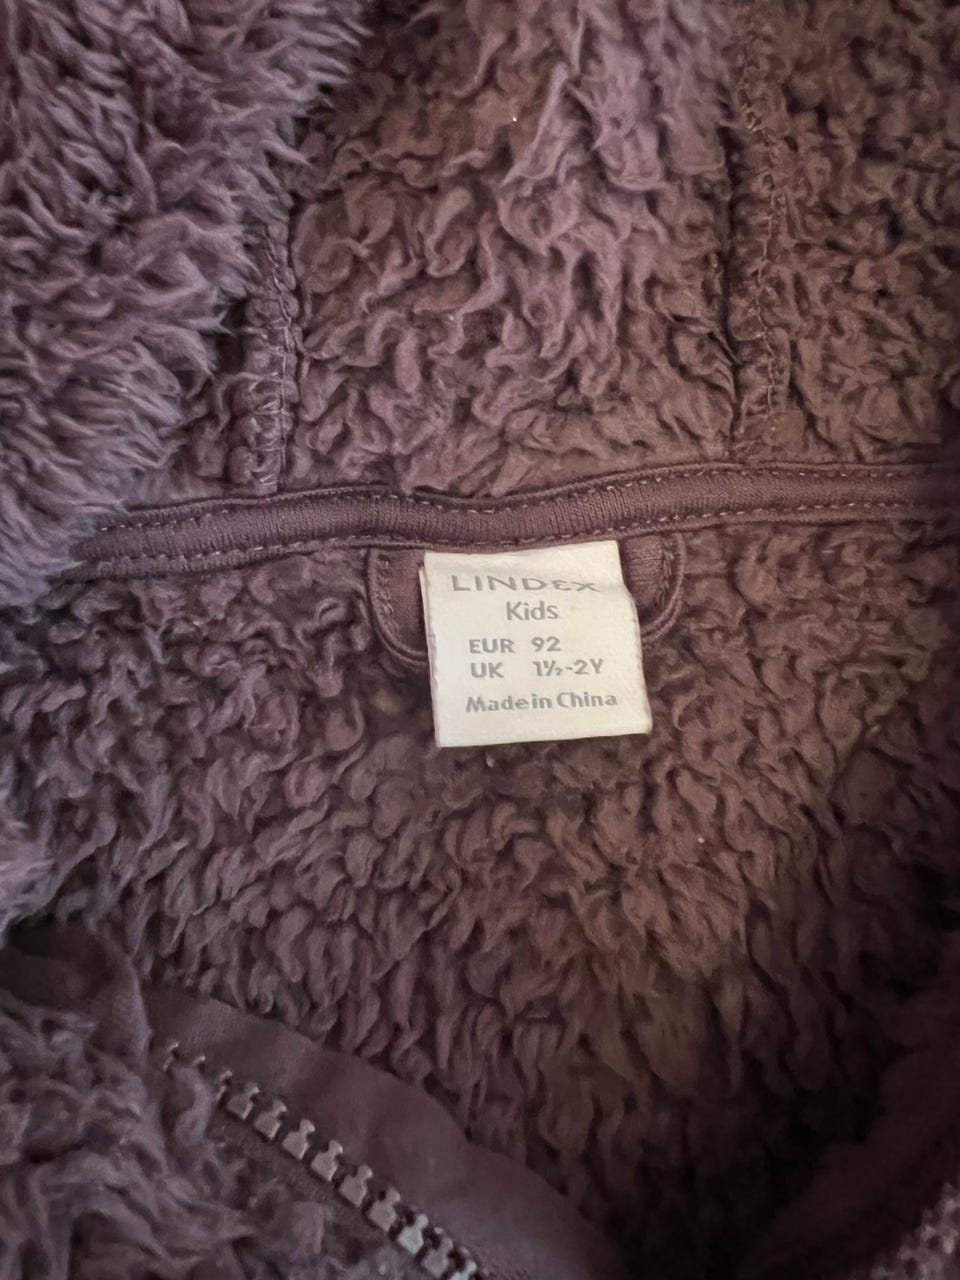 LINDEX
Kids
EUR 92
UK 1½-2Y
Made in China